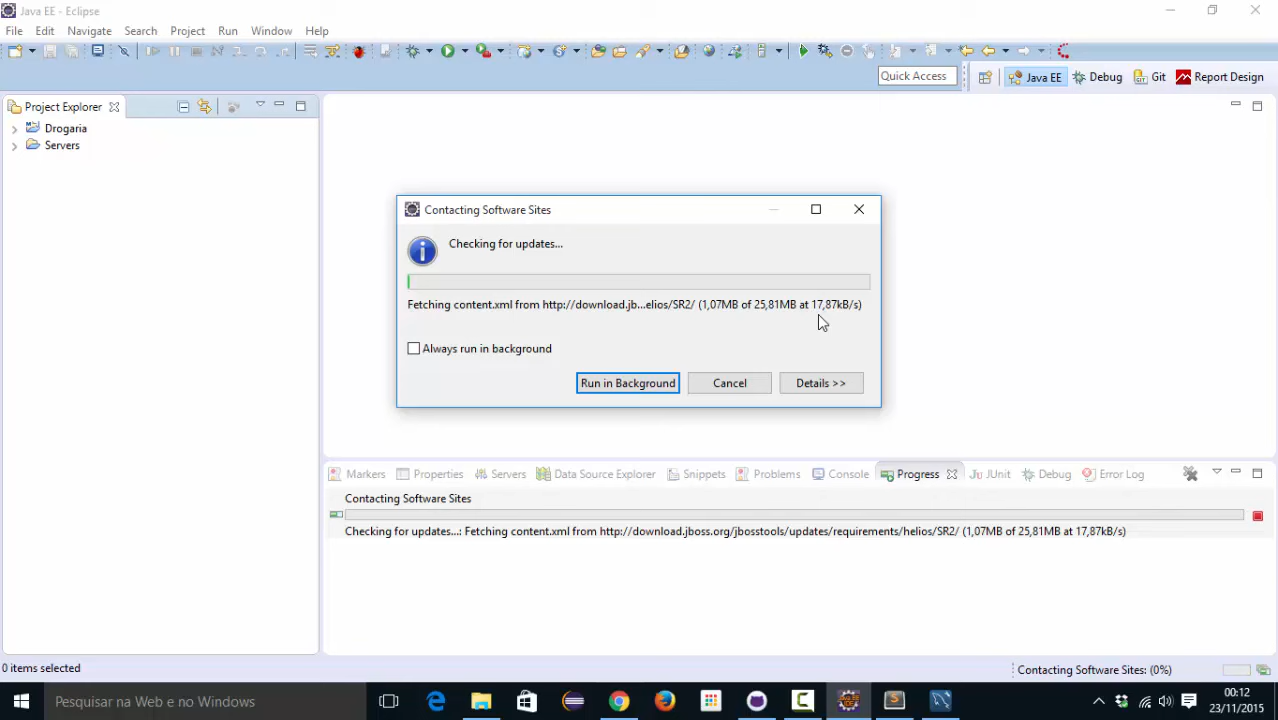 Java EE - Eclipse
File Edit Navigate Search Project Run Window Help
Quick Access
Java EE Debug Git Report Design
Project Explorer
Drogaria
Servers
Contacting Software Sites
Checking for updates...
Fetching content.xml from http://download.jb...elios/SR2/ (1,07MB of 25,81MB at 17,87kB/s)
Always run in background
Run in Background Cancel Details >>
Markers Properties Servers Data Source Explorer Snippets Problems Console Progress JUnit Debug Error Log
Contacting Software Sites
Checking for updates...: Fetching content.xml from http://download.jboss.org/jbosstools/updates/requirements/helios/SR2/ (1,07MB of 25,81MB at 17,87kB/s)
0 items selected
Contacting Software Sites: (0%)
Pesquisar na Web e no Windows
00:12
23/11/2015